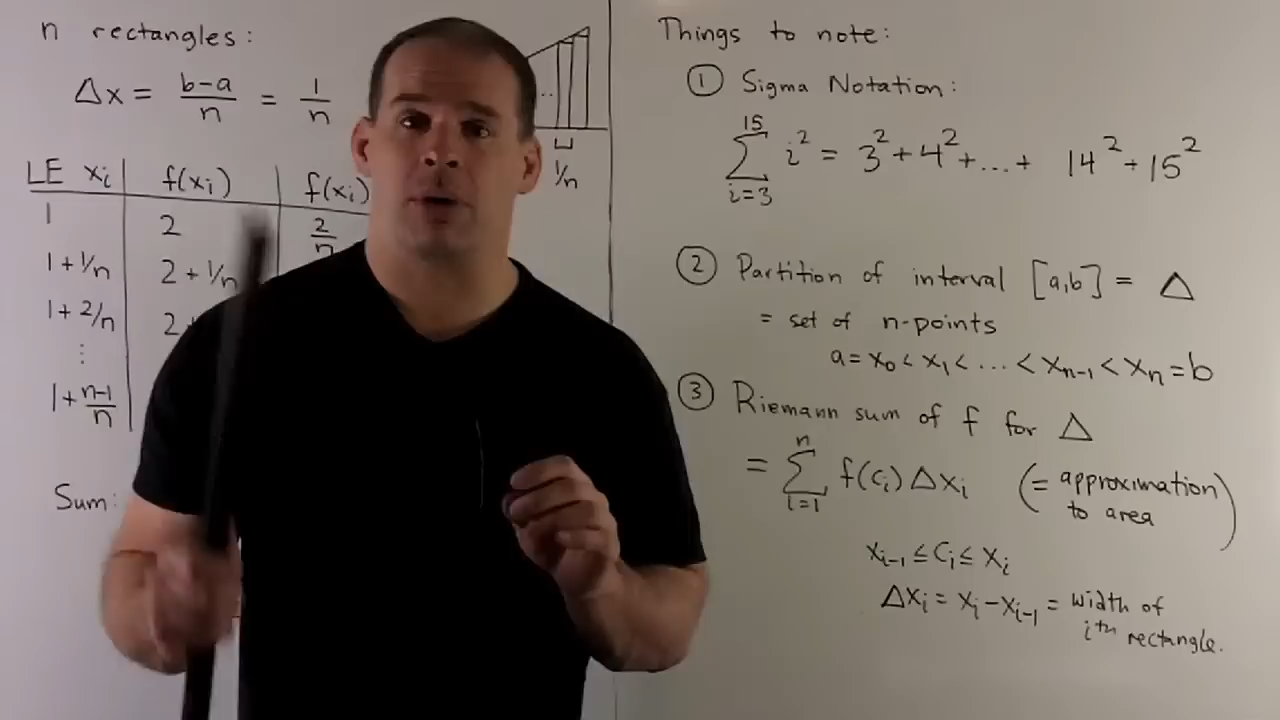 n rectangles:
Δx = (b-a)/n = 1/n
1/n
LE xᵢ | f(xᵢ) | f(xᵢ)
1 | 2 | 2/n
1+1/n | 2+1/n
1+2/n | 2
⋮
1+(n-1)/n
Sum:
Things to note:
① Sigma Notation:
∑_{i=3}^{15} i² = 3²+4²+...+ 14²+15²
② Partition of interval [a,b] = Δ
= set of n-points
a=x₀<x₁<...<xₙ₋₁<xₙ=b
③ Riemann sum of f for Δ
= ∑_{i=1}^{n} f(cᵢ)Δxᵢ (= approximation
to area)
xᵢ₋₁ ≤ cᵢ ≤ xᵢ
Δxᵢ = xᵢ-xᵢ₋₁ = width of
iᵗʰ rectangle.